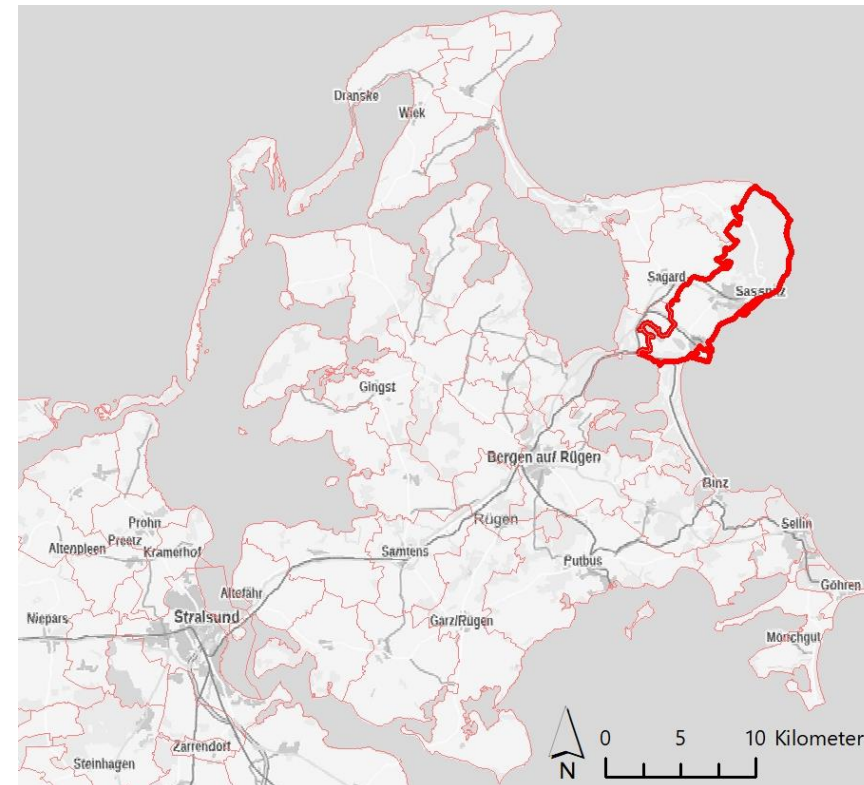 Dranske
Wiek
Sagard
Sassnitz
Gingst
Bergen auf Rügen
Rügen
Binz
Sellin
Prohn
Altenpleen
Preetz
Kramerhof
Samtens
Putbus
Göhren
Altefähr
Niepars
Stralsund
Garz/Rügen
Mönchgut
Zarrendorf
Steinhagen
0 5 10 Kilometer
N